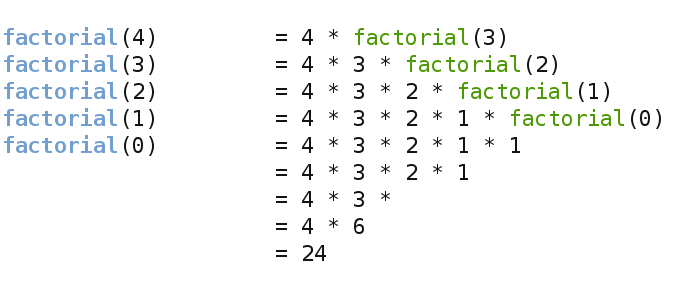 factorial(4) = 4 * factorial(3)
factorial(3) = 4 * 3 * factorial(2)
factorial(2) = 4 * 3 * 2 * factorial(1)
factorial(1) = 4 * 3 * 2 * 1 * factorial(0)
factorial(0) = 4 * 3 * 2 * 1 * 1
= 4 * 3 * 2 * 1
= 4 * 3 *
= 4 * 6
= 24